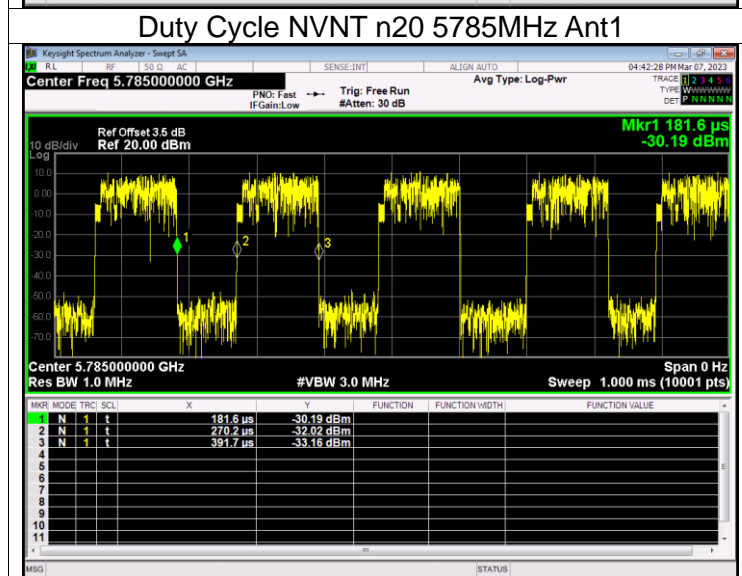 Duty Cycle NVNT n20 5785MHz Ant1
Keysight Spectrum Analyzer - Swept SA
RL RF 50 Ω AC SENSE:INT ALIGN AUTO 04:42:28 PM Mar 07, 2023
Center Freq 5.785000000 GHz Avg Type: Log-Pwr TRACE 1 2 3 4 5 6
PNO: Fast Trig: Free Run TYPE W
IFGain:Low #Atten: 30 dB DET P N N N N N
Mkr1 181.6 µs
Ref Offset 3.5 dB
10 dB/div Ref 20.00 dBm -30.19 dBm
Log
10.0
0.00
-10.0
-20.0
1 2 3
-30.0
-40.0
-50.0
-60.0
-70.0
Center 5.785000000 GHz Span 0 Hz
Res BW 1.0 MHz #VBW 3.0 MHz Sweep 1.000 ms (10001 pts)
MKR MODE TRC SCL X Y FUNCTION FUNCTION WIDTH FUNCTION VALUE
1 N 1 t 181.6 µs -30.19 dBm
2 N 1 t 270.2 µs -32.02 dBm
3 N 1 t 391.7 µs -33.16 dBm
4
5
6
7
8
9
10
11
MSG STATUS